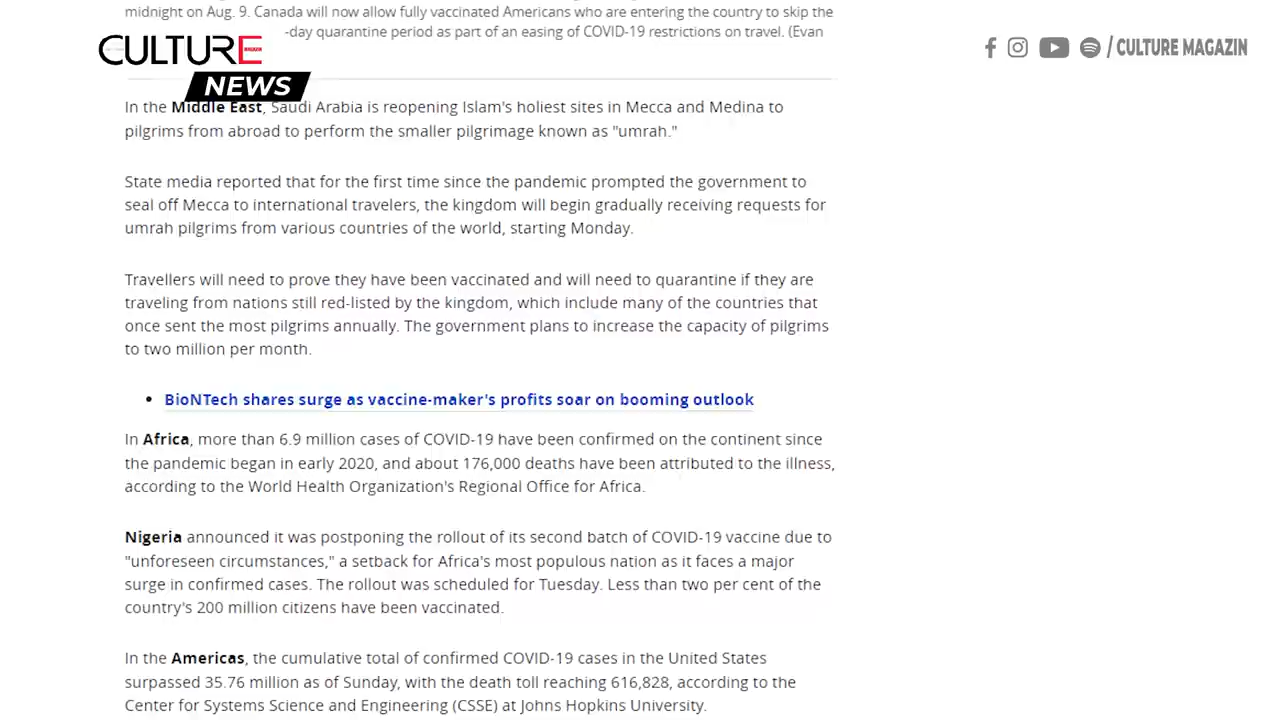 midnight on Aug. 9. Canada will now allow fully vaccinated Americans who are entering the country to skip the
-day quarantine period as part of an easing of COVID-19 restrictions on travel. (Evan
CULTURE
NEWS
/ CULTURE MAGAZIN
In the Middle East, Saudi Arabia is reopening Islam's holiest sites in Mecca and Medina to
pilgrims from abroad to perform the smaller pilgrimage known as "umrah."
State media reported that for the first time since the pandemic prompted the government to
seal off Mecca to international travelers, the kingdom will begin gradually receiving requests for
umrah pilgrims from various countries of the world, starting Monday.
Travellers will need to prove they have been vaccinated and will need to quarantine if they are
traveling from nations still red-listed by the kingdom, which include many of the countries that
once sent the most pilgrims annually. The government plans to increase the capacity of pilgrims
to two million per month.
• BioNTech shares surge as vaccine-maker's profits soar on booming outlook
In Africa, more than 6.9 million cases of COVID-19 have been confirmed on the continent since
the pandemic began in early 2020, and about 176,000 deaths have been attributed to the illness,
according to the World Health Organization's Regional Office for Africa.
Nigeria announced it was postponing the rollout of its second batch of COVID-19 vaccine due to
"unforeseen circumstances," a setback for Africa's most populous nation as it faces a major
surge in confirmed cases. The rollout was scheduled for Tuesday. Less than two per cent of the
country's 200 million citizens have been vaccinated.
In the Americas, the cumulative total of confirmed COVID-19 cases in the United States
surpassed 35.76 million as of Sunday, with the death toll reaching 616,828, according to the
Center for Systems Science and Engineering (CSSE) at Johns Hopkins University.